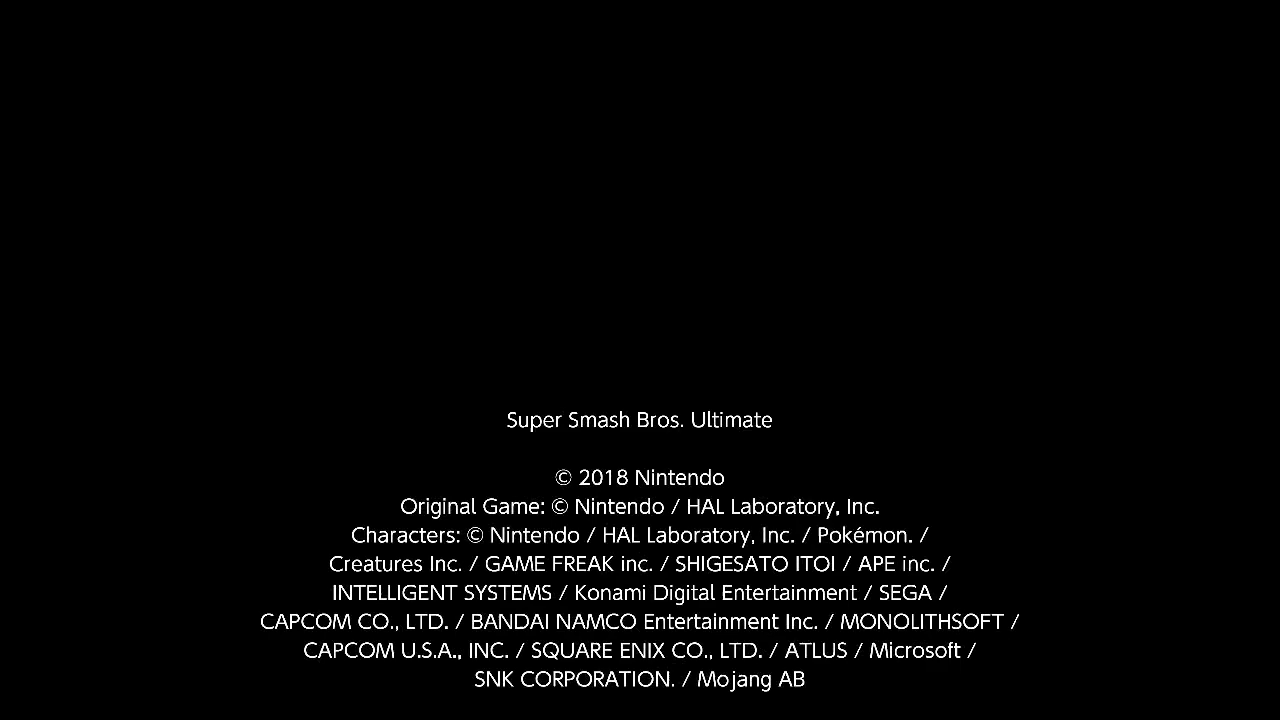 Super Smash Bros. Ultimate
© 2018 Nintendo
Original Game: © Nintendo / HAL Laboratory, Inc.
Characters: © Nintendo / HAL Laboratory, Inc. / Pokémon. /
Creatures Inc. / GAME FREAK inc. / SHIGESATO ITOI / APE inc. /
INTELLIGENT SYSTEMS / Konami Digital Entertainment / SEGA /
CAPCOM CO., LTD. / BANDAI NAMCO Entertainment Inc. / MONOLITHSOFT /
CAPCOM U.S.A., INC. / SQUARE ENIX CO., LTD. / ATLUS / Microsoft /
SNK CORPORATION. / Mojang AB